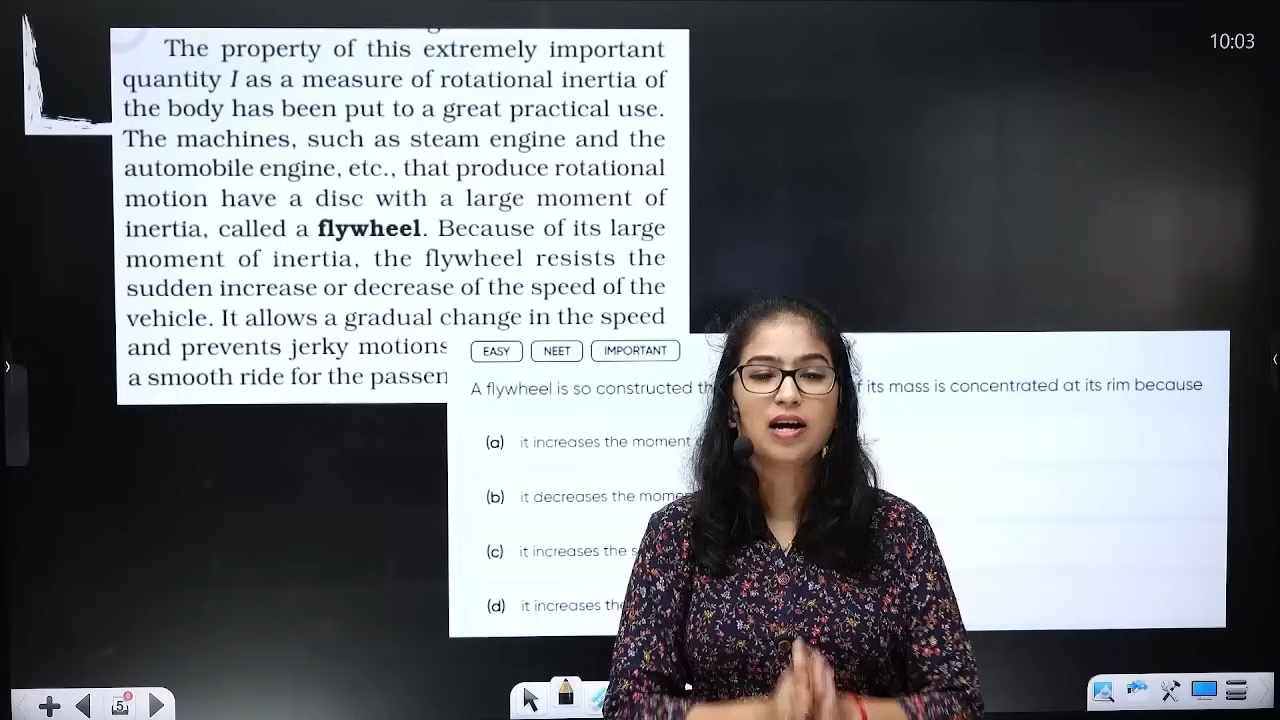 10:03
The property of this extremely important
quantity I as a measure of rotational inertia of
the body has been put to a great practical use.
The machines, such as steam engine and the
automobile engine, etc., that produce rotational
motion have a disc with a large moment of
inertia, called a flywheel. Because of its large
moment of inertia, the flywheel resists the
sudden increase or decrease of the speed of the
vehicle. It allows a gradual change in the speed
and prevents jerky motions
a smooth ride for the passen
EASY NEET IMPORTANT
A flywheel is so constructed its mass is concentrated at its rim because
(a) it increases the moment
(b) it decreases the
(c) it increases the
(d) it increases
5